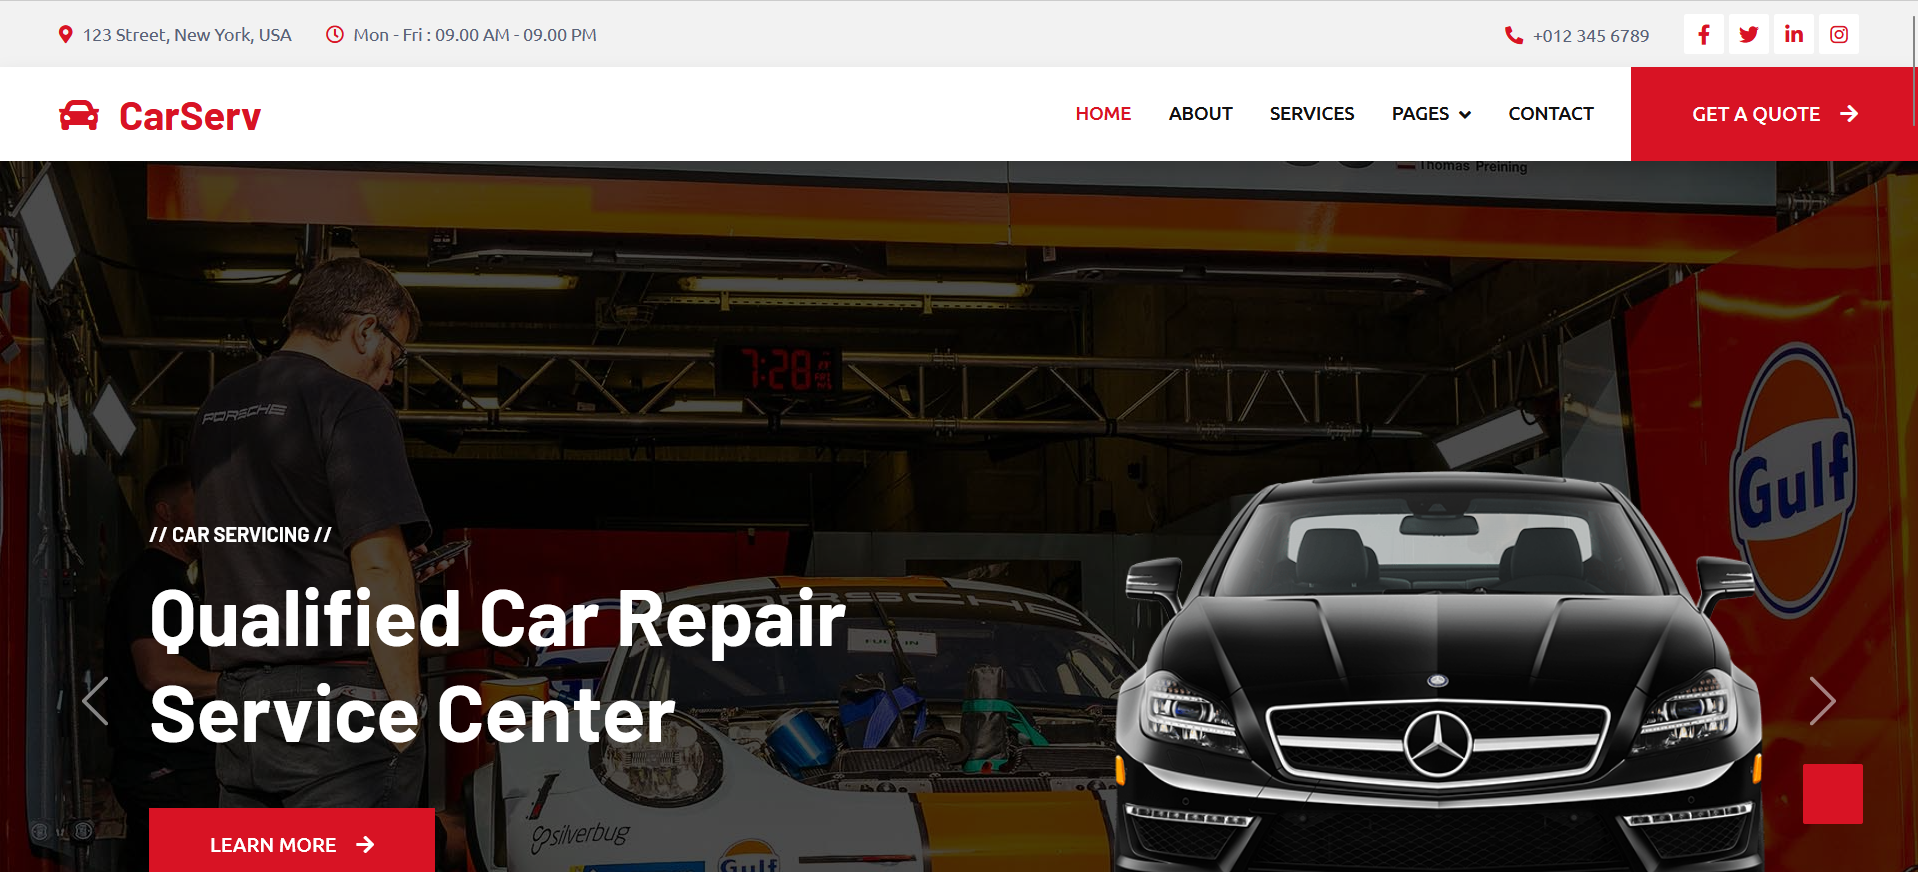 123 Street, New York, USA
Mon - Fri : 09.00 AM - 09.00 PM
+012 345 6789
CarServ
HOME
ABOUT
SERVICES
PAGES
CONTACT
GET A QUOTE
Thomas Preining
7:28
PORSCHE
Gulf
// CAR SERVICING //
Qualified Car Repair
Service Center
PORSCHE
silverbug
Gulf
LEARN MORE